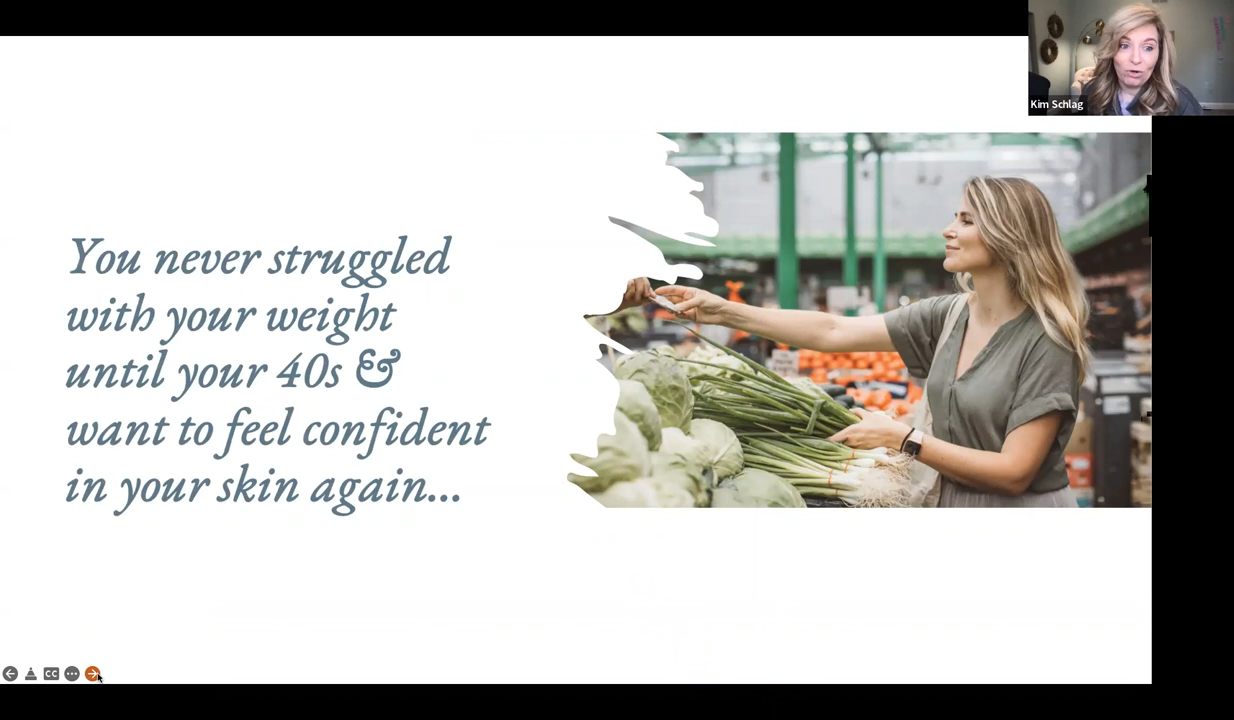 Kim Schlag
You never struggled
with your weight
until your 40s &
want to feel confident
in your skin again...
CC